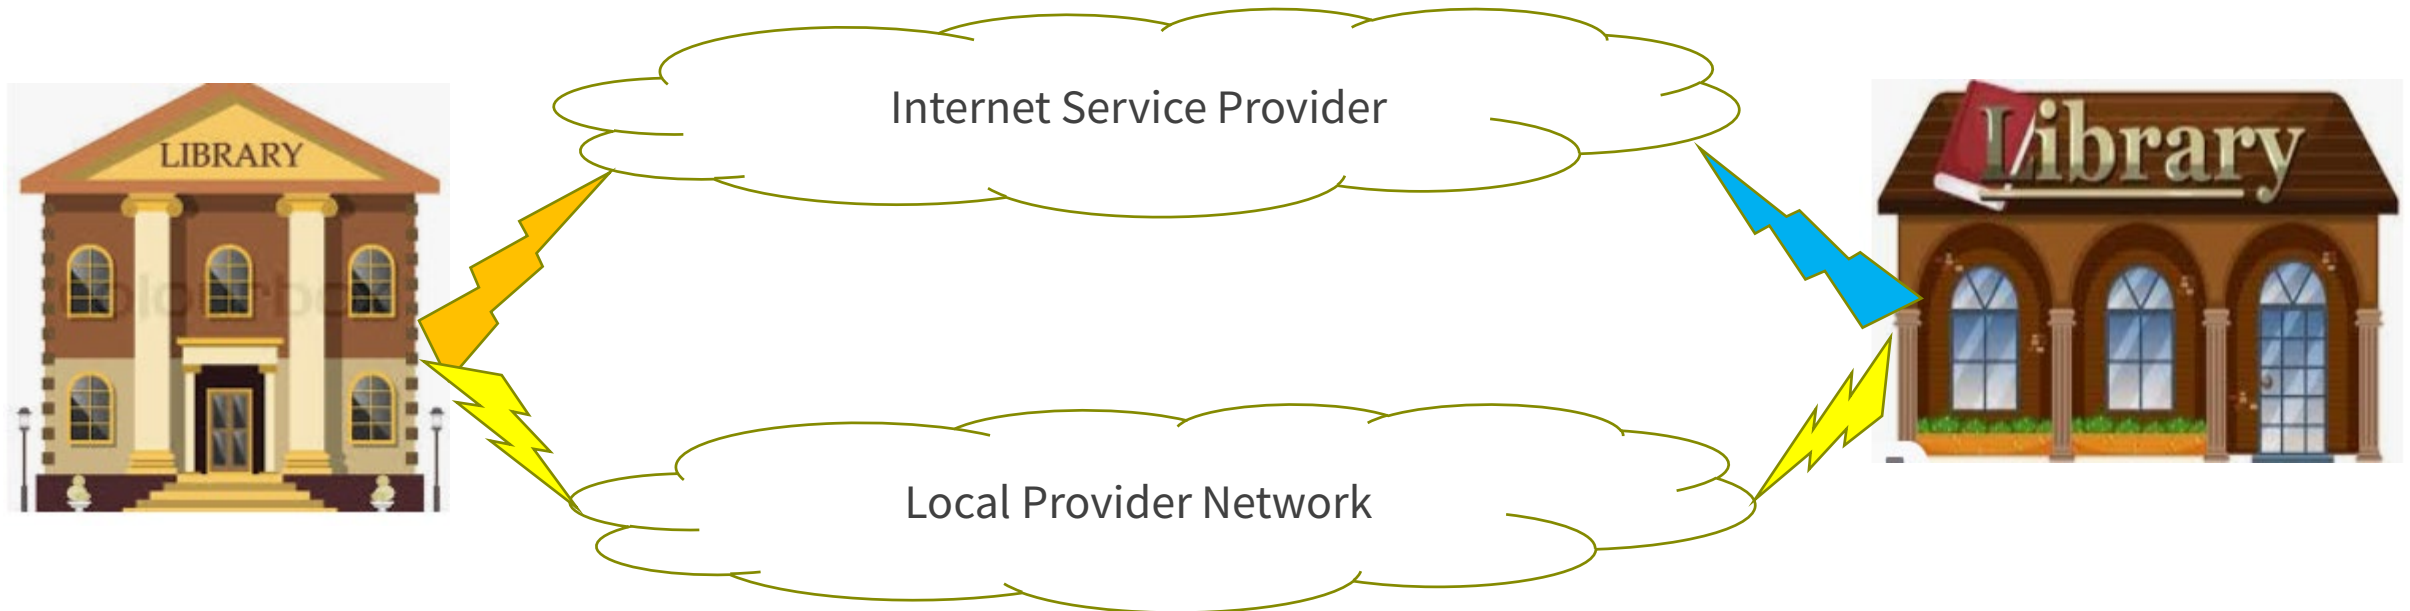 Internet Service Provider
LIBRARY
Library
Local Provider Network